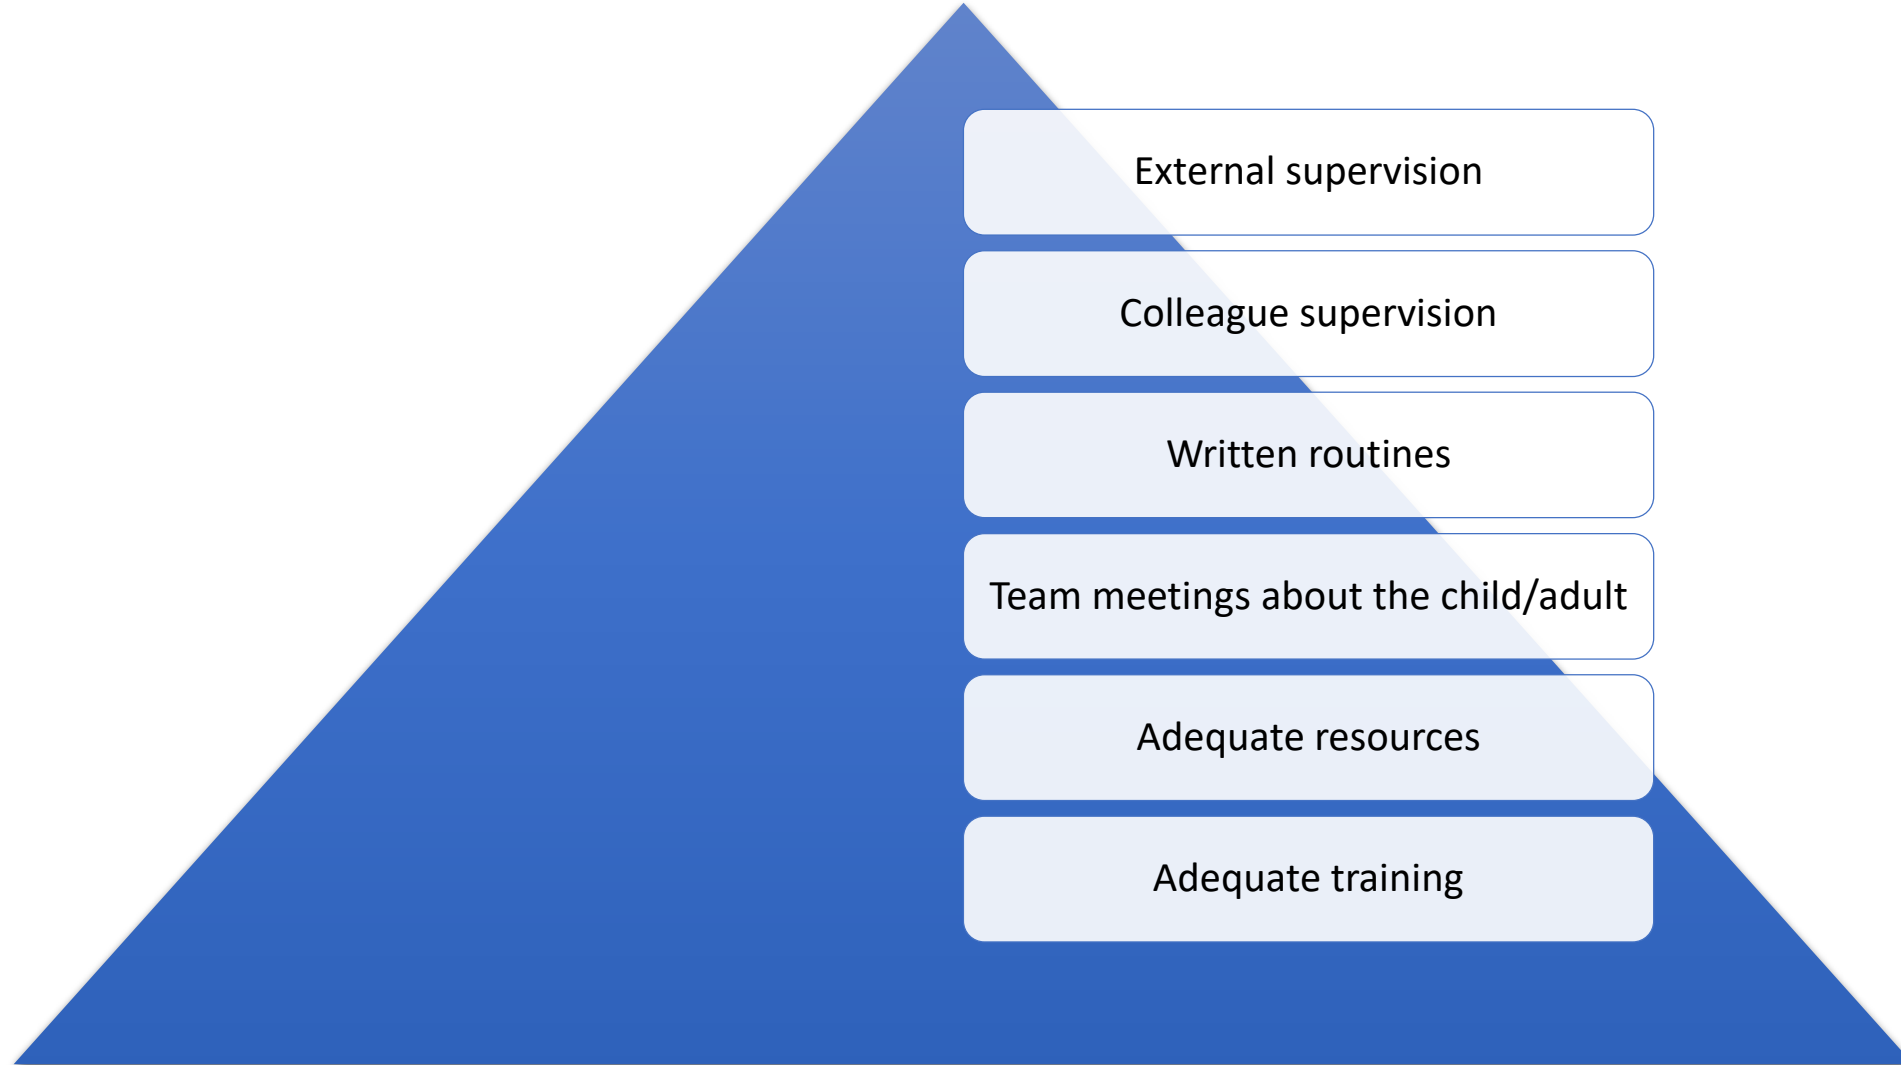 External supervision
Colleague supervision
Written routines
Team meetings about the child/adult
Adequate resources
Adequate training